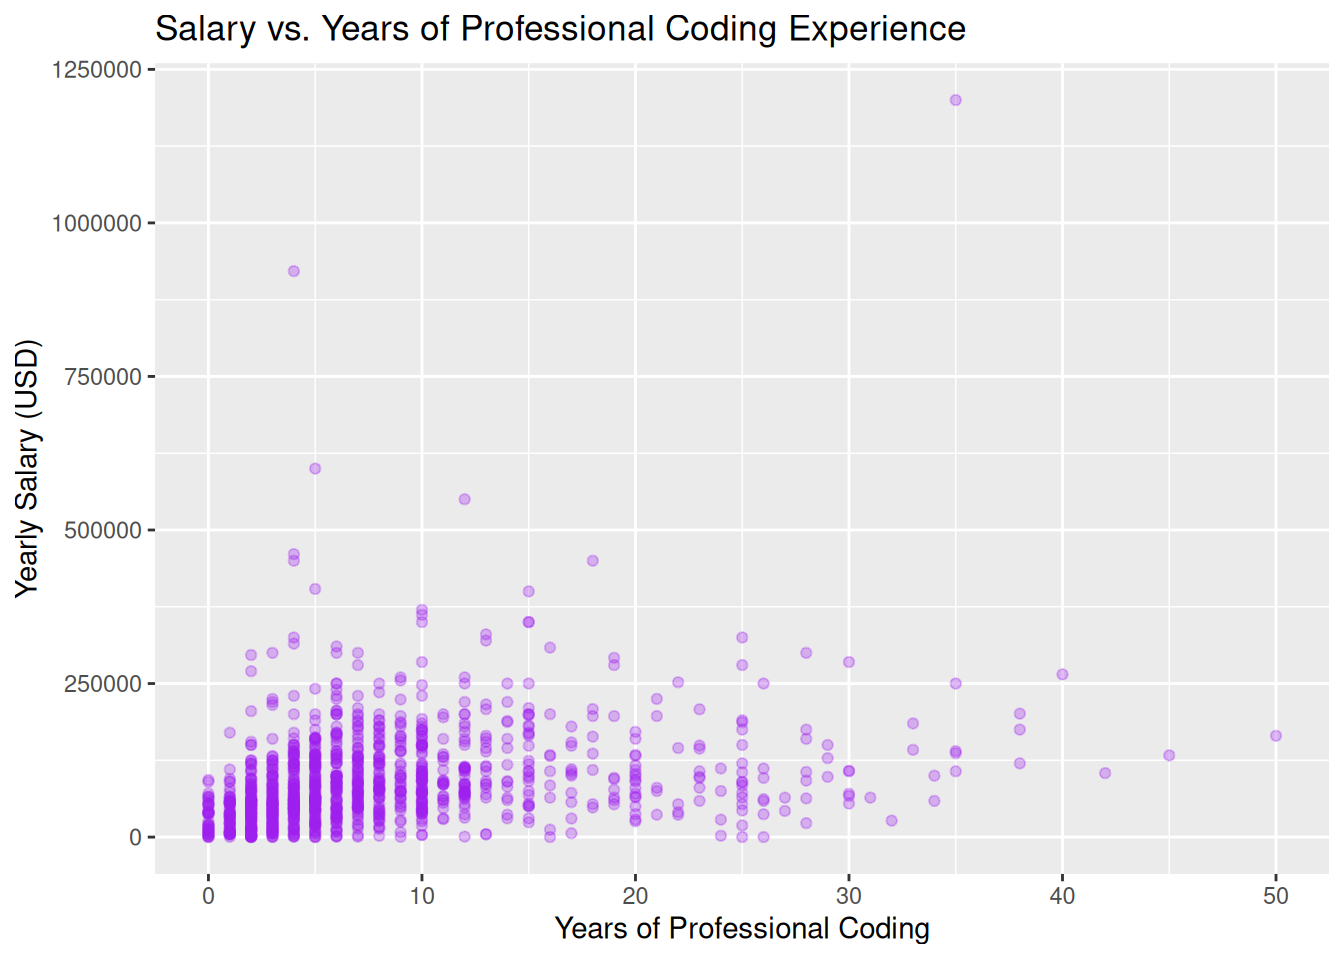 Salary vs. Years of Professional Coding Experience
1250000
1000000
750000
500000
250000
0
Yearly Salary (USD)
0 10 20 30 40 50
Years of Professional Coding